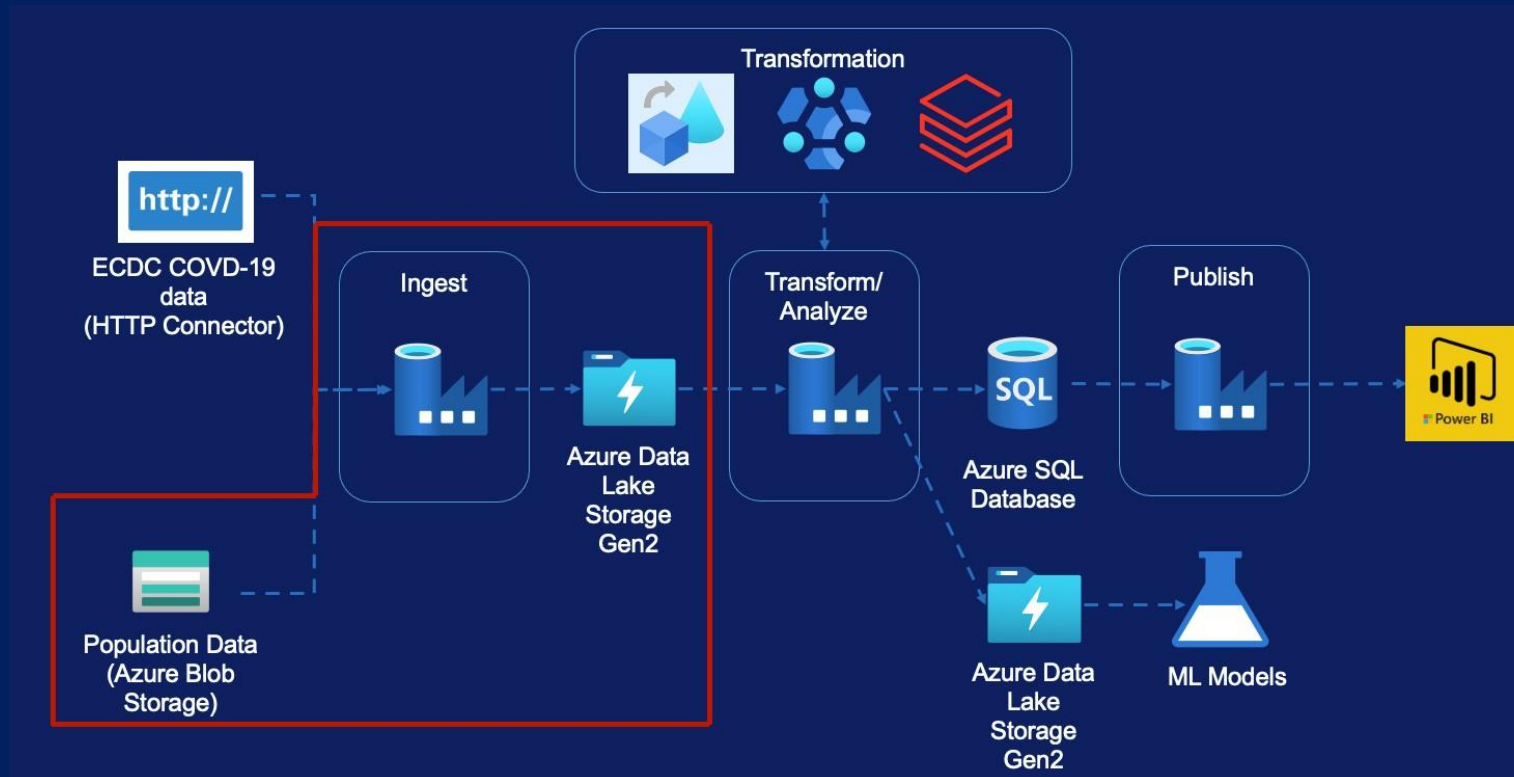 Transformation
http://
ECDC COVD-19
data
(HTTP Connector)
Ingest
Azure Data
Lake
Storage
Gen2
Transform/
Analyze
SQL
Azure SQL
Database
Publish
Power BI
Population Data
(Azure Blob
Storage)
Azure Data
Lake
Storage
Gen2
ML Models